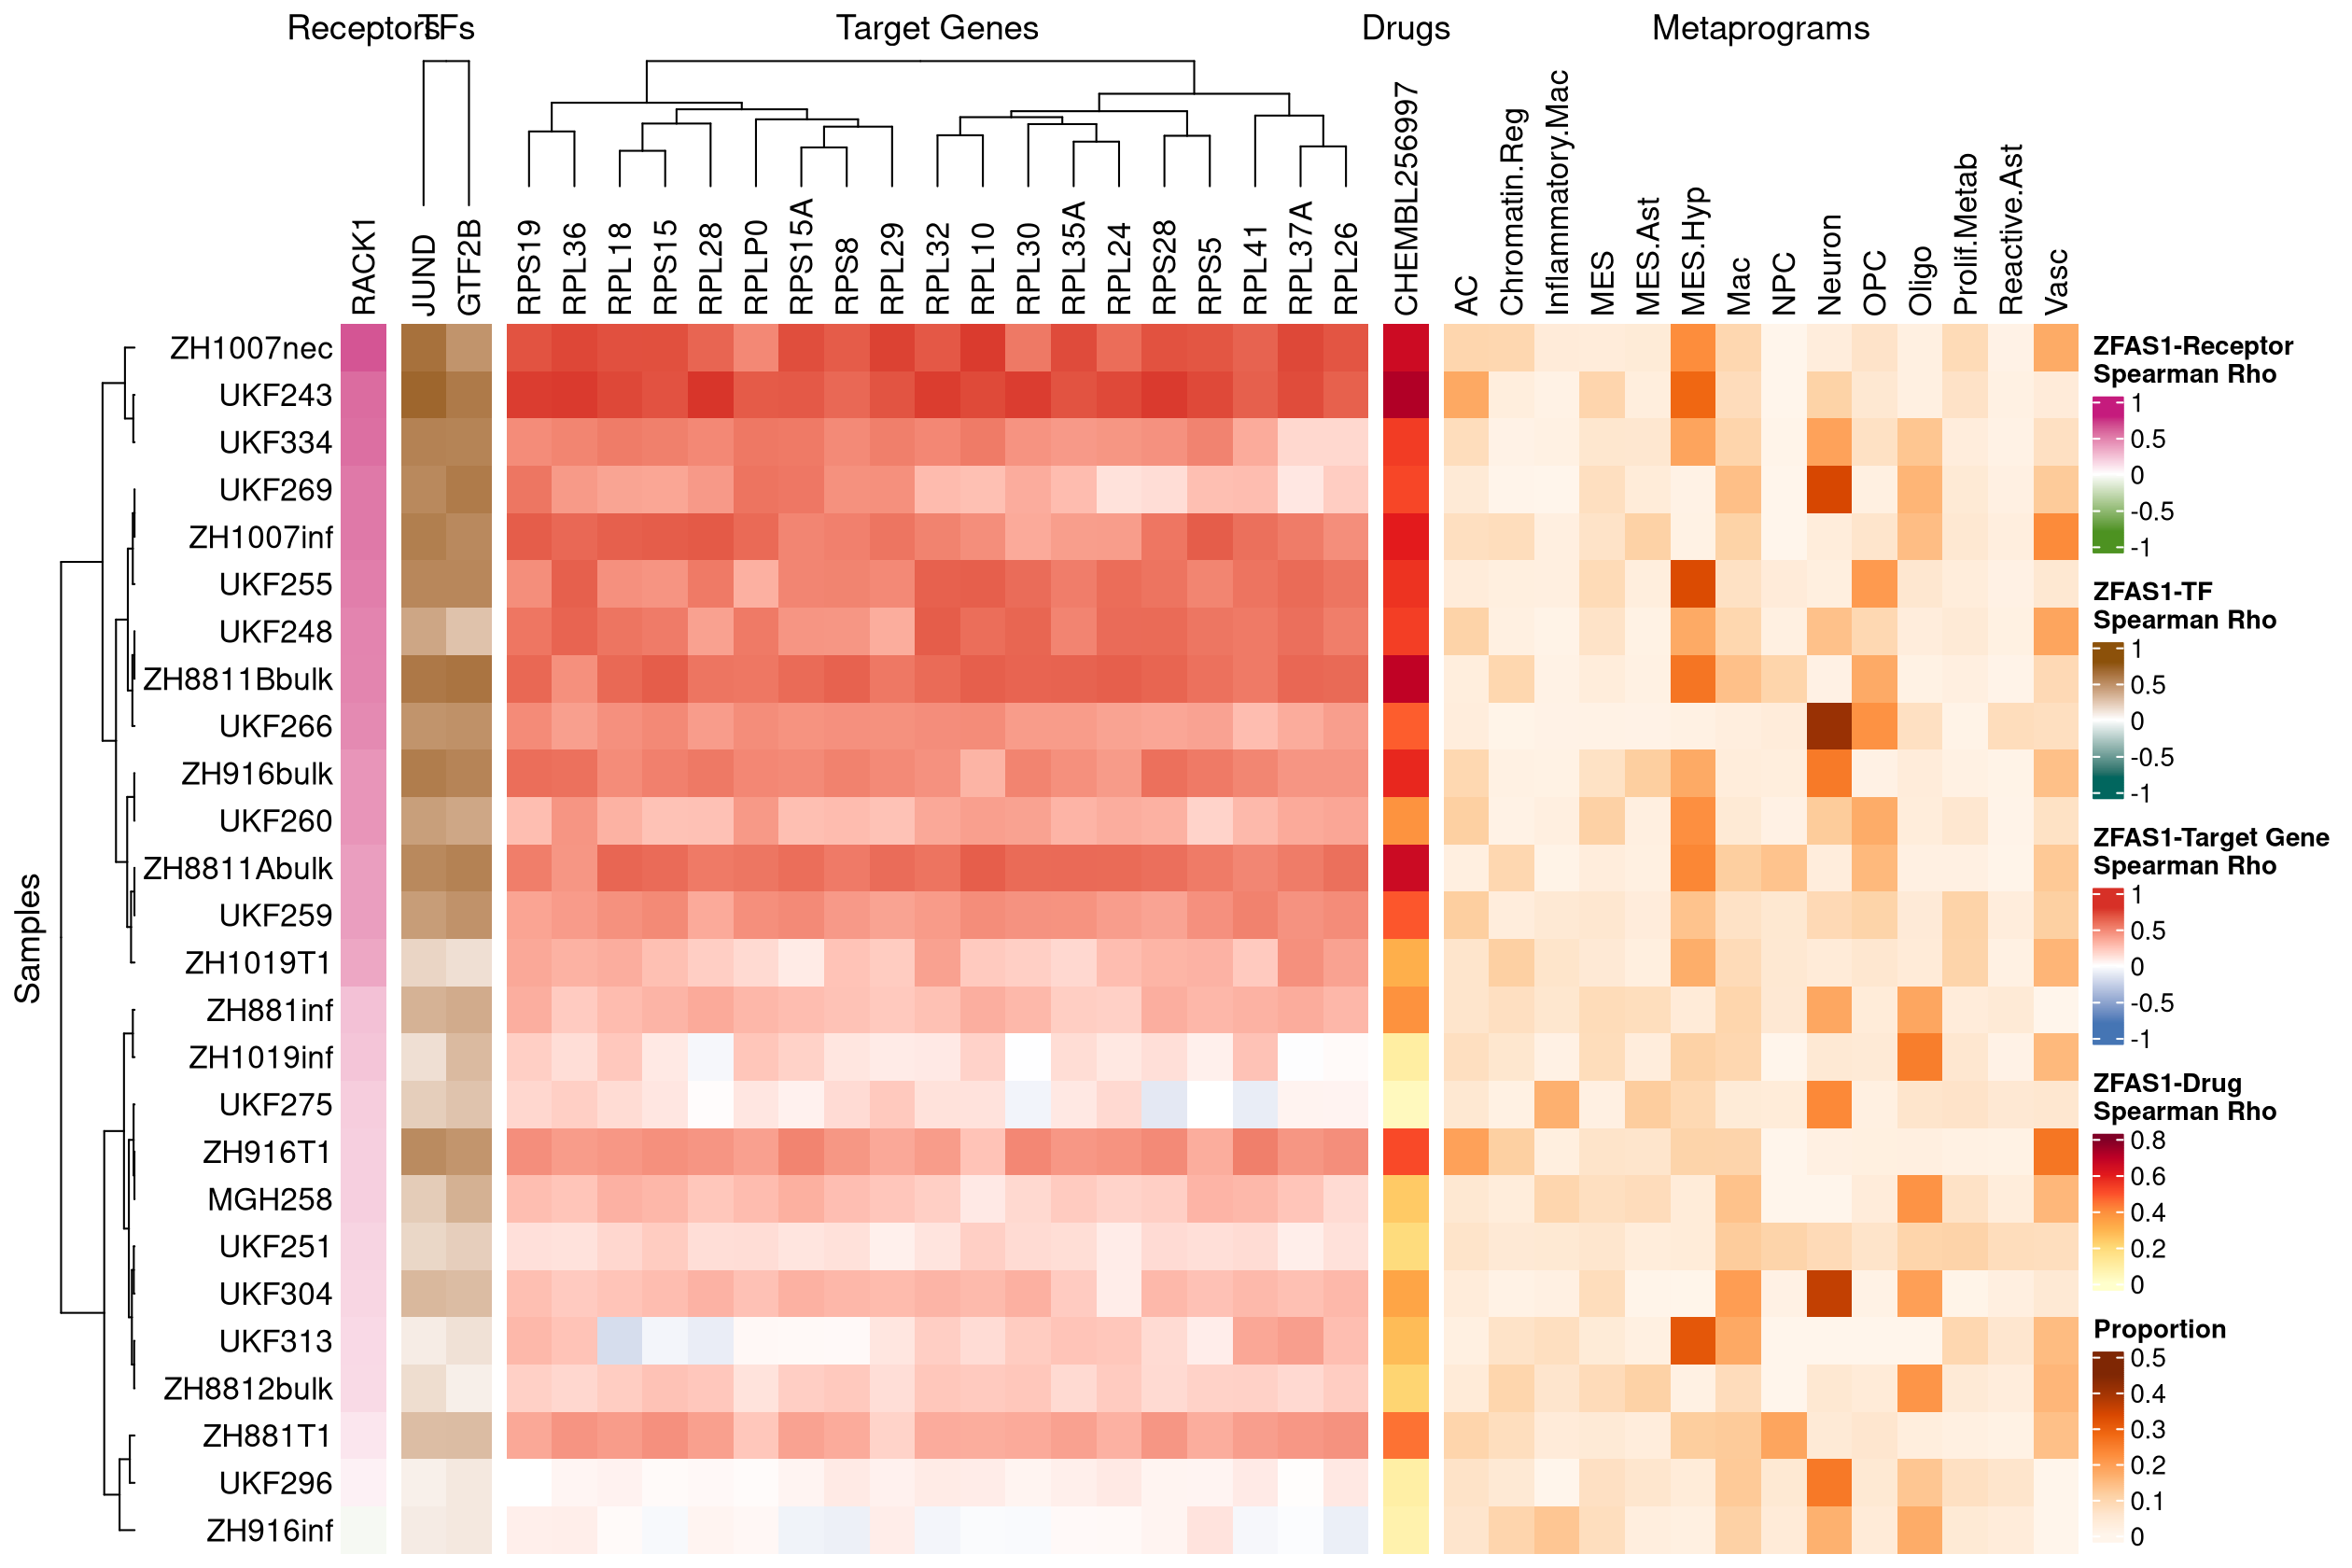 Receptors TFs Target Genes Drugs Metaprograms
RACK1 JUND GTF2B RPS19 RPL36 RPL18 RPS15 RPL28 RPLP0 RPS15A RPS8 RPL29 RPL32 RPL10 RPL30 RPL35A RPL24 RPS28 RPS5 RPL41 RPL37A RPL26 CHEMBL256997 AC Chromatin.Reg Inflammatory.Mac MES MES.Ast MES.Hyp Mac NPC Neuron OPC Oligo Prolif.Metab Reactive.Ast Vasc
Samples
ZH1007nec
UKF243
UKF334
UKF269
ZH1007inf
UKF255
UKF248
ZH8811Bbulk
UKF266
ZH916bulk
UKF260
ZH8811Abulk
UKF259
ZH1019T1
ZH881inf
ZH1019inf
UKF275
ZH916T1
MGH258
UKF251
UKF304
UKF313
ZH8812bulk
ZH881T1
UKF296
ZH916inf
ZFAS1-Receptor
Spearman Rho
1
0.5
0
-0.5
-1
ZFAS1-TF
Spearman Rho
1
0.5
0
-0.5
-1
ZFAS1-Target Gene
Spearman Rho
1
0.5
0
-0.5
-1
ZFAS1-Drug
Spearman Rho
0.8
0.6
0.4
0.2
0
Proportion
0.5
0.4
0.3
0.2
0.1
0